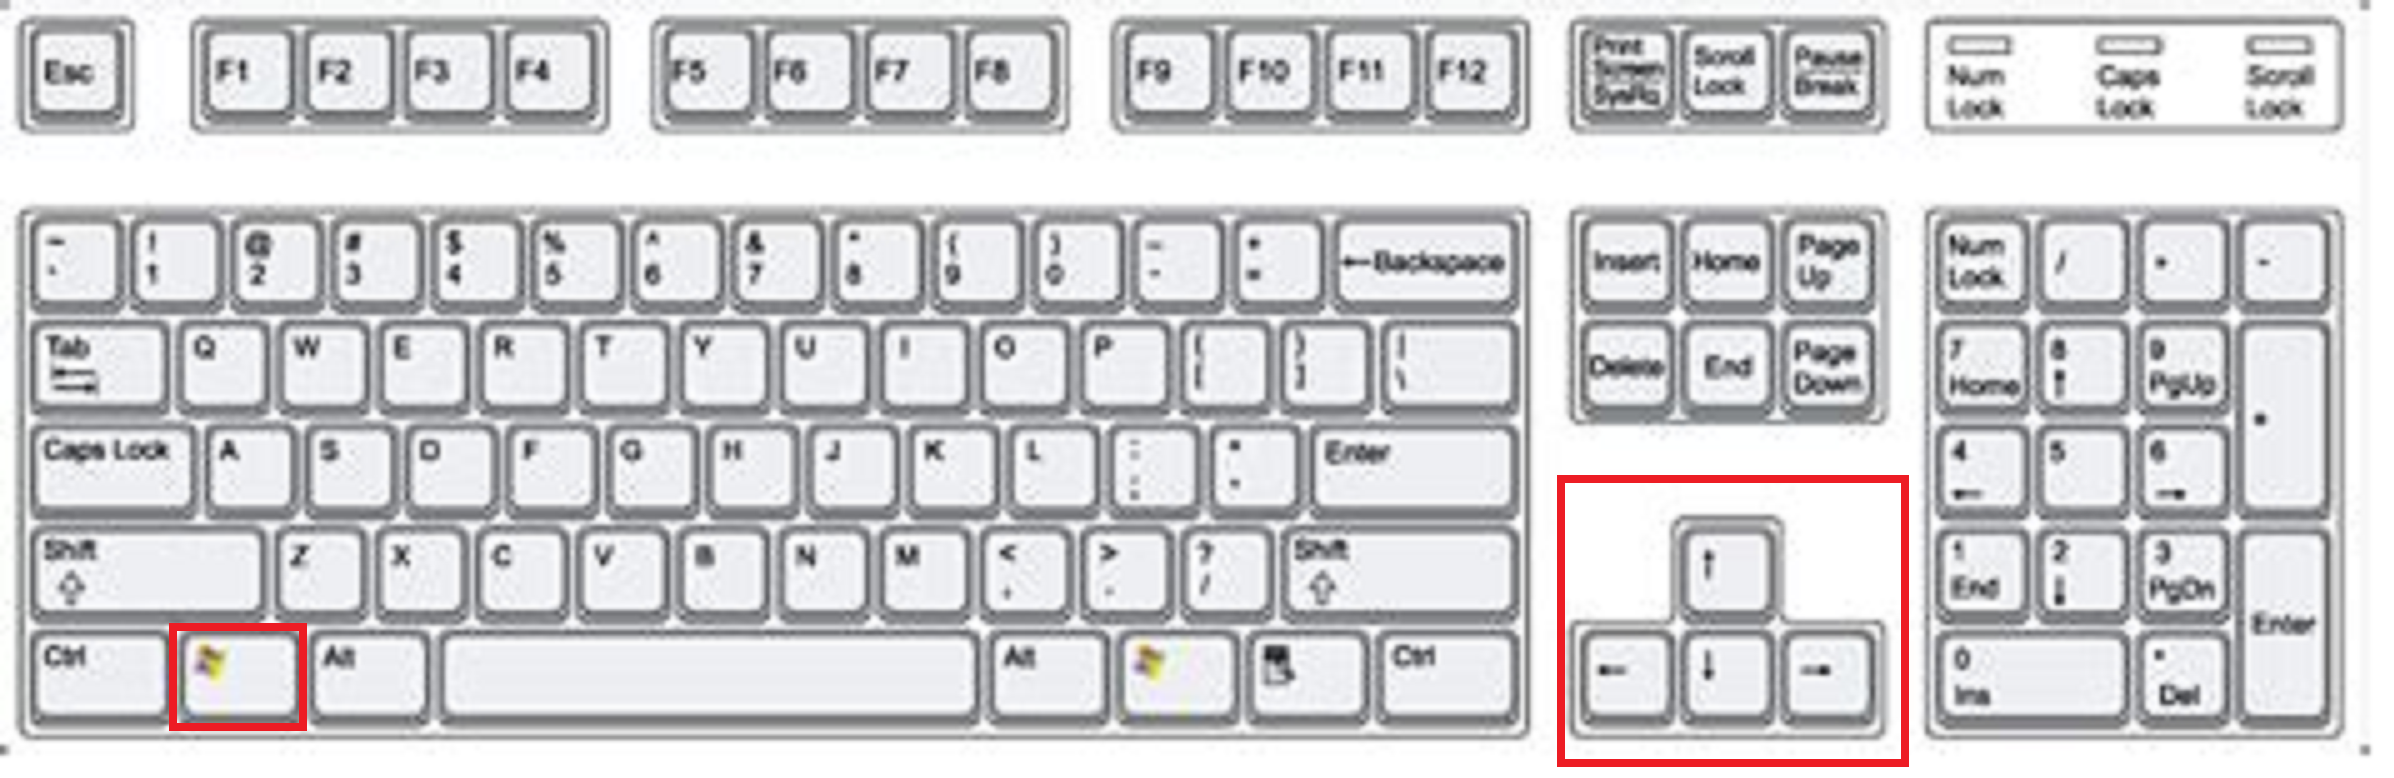 Esc F1 F2 F3 F4 F5 F6 F7 F8 F9 F10 F11 F12
Print
Screen
SysRq
Scroll
Lock
Pause
Break
Num
Lock
Caps
Lock
Scroll
Lock
! @ # $ % ^ & * ( ) – +
1 2 3 4 5 6 7 8 9 0 - = ←Backspace
Insert Home
Page
Up
Num
Lock
/ * -
Tab Q W E R T Y U I O P { } |
[ ] \
Delete End
Page
Down
7
Home
8
↑
9
PgUp
Caps Lock A S D F G H J K L : "
; ' Enter
4
←
5
6
→
Shift Z X C V B N M < > ?
, . / Shift
↑
1
End
2
↓
3
PgDn
Enter
Ctrl Alt Alt Ctrl
← ↓ →
0
Ins
Del